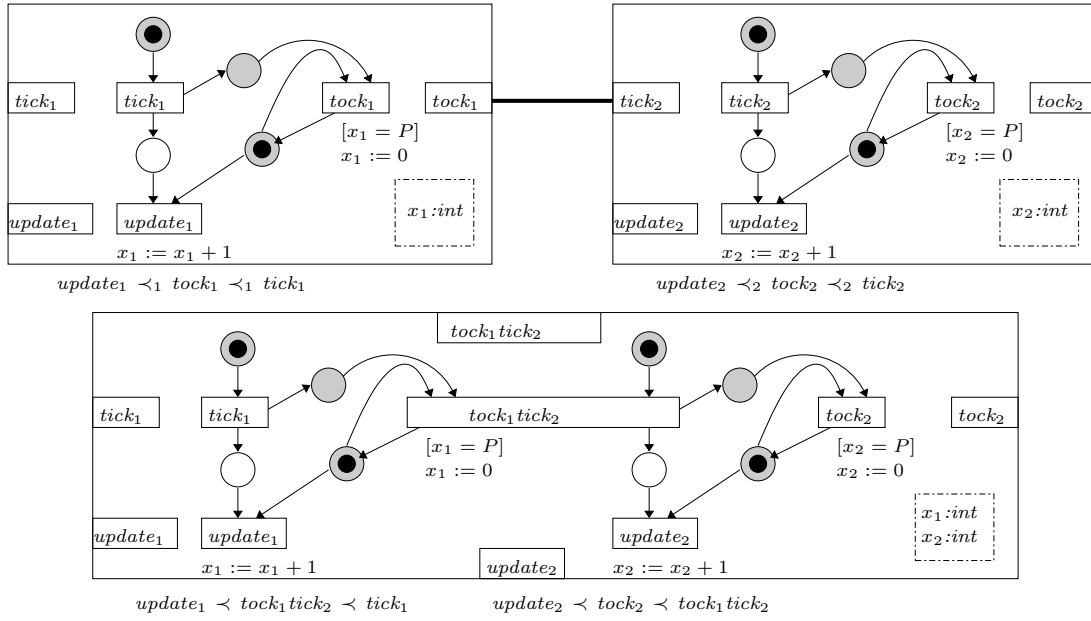 tick₁ tick₁ tock₁ tock₁ tick₂ tick₂ tock₂ tock₂
[x₁ = P] [x₂ = P]
x₁ := 0 x₂ := 0
x₁:int x₂:int
update₁ update₁ update₂ update₂
x₁ := x₁ + 1 x₂ := x₂ + 1
update₁ ≺₁ tock₁ ≺₁ tick₁ update₂ ≺₂ tock₂ ≺₂ tick₂
tock₁tick₂
tick₁ tick₁ tock₁tick₂ tock₂ tock₂
[x₁ = P] [x₂ = P]
x₁ := 0 x₂ := 0
x₁:int
x₂:int
update₁ update₁ update₂
x₁ := x₁ + 1 update₂ x₂ := x₂ + 1
update₁ ≺ tock₁tick₂ ≺ tick₁ update₂ ≺ tock₂ ≺ tock₁tick₂